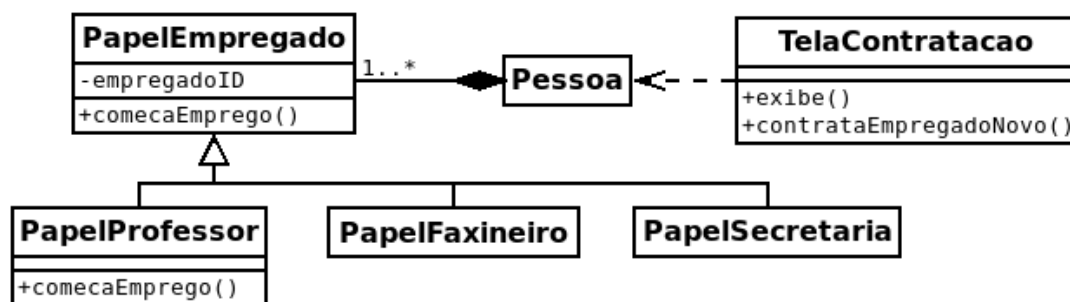 PapelEmpregado
-empregadoID
+comecaEmprego()
1..*
Pessoa
TelaContratacao
+exibe()
+contrataEmpregadoNovo()
PapelProfessor
+comecaEmprego()
PapelFaxineiro
PapelSecretaria